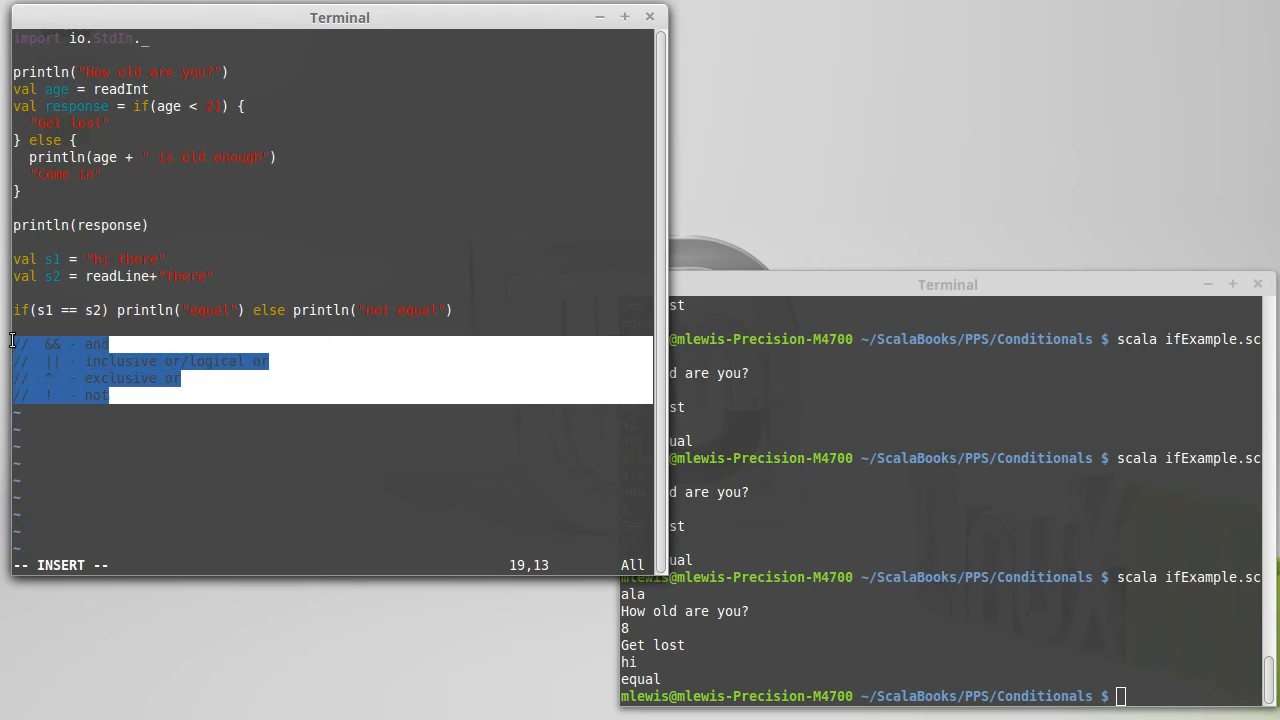 Terminal
import io.StdIn._
println("How old are you?")
val age = readInt
val response = if(age < 21) {
"Get lost"
} else {
println(age + " is old enough")
"Come in"
}
println(response)
val s1 = "hi there"
val s2 = readLine+"there"
if(s1 == s2) println("equal") else println("not equal")
//  && - and
//  || - inclusive or/logical or
//  ^  - exclusive or
//  !  - not
~
~
~
~
~
~
~
~
~
-- INSERT --    19,13    All
Terminal
st
@mlewis-Precision-M4700 ~/ScalaBooks/PPS/Conditionals $ scala ifExample.sc
d are you?
st
ual
@mlewis-Precision-M4700 ~/ScalaBooks/PPS/Conditionals $ scala ifExample.sc
d are you?
st
ual
mlewis@mlewis-Precision-M4700 ~/ScalaBooks/PPS/Conditionals $ scala ifExample.sc
ala
How old are you?
8
Get lost
hi
equal
mlewis@mlewis-Precision-M4700 ~/ScalaBooks/PPS/Conditionals $